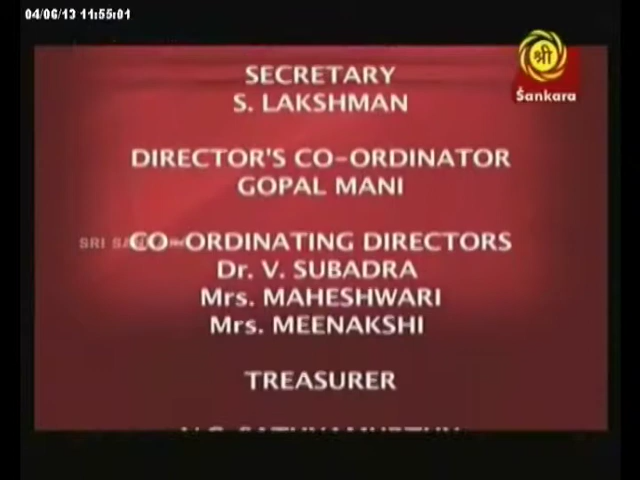 04/06/13 11:55:01
श्री
Sankara
SECRETARY
S. LAKSHMAN
DIRECTOR'S CO-ORDINATOR
GOPAL MANI
SRI
CO-ORDINATING DIRECTORS
Dr. V. SUBADRA
Mrs. MAHESHWARI
Mrs. MEENAKSHI
TREASURER